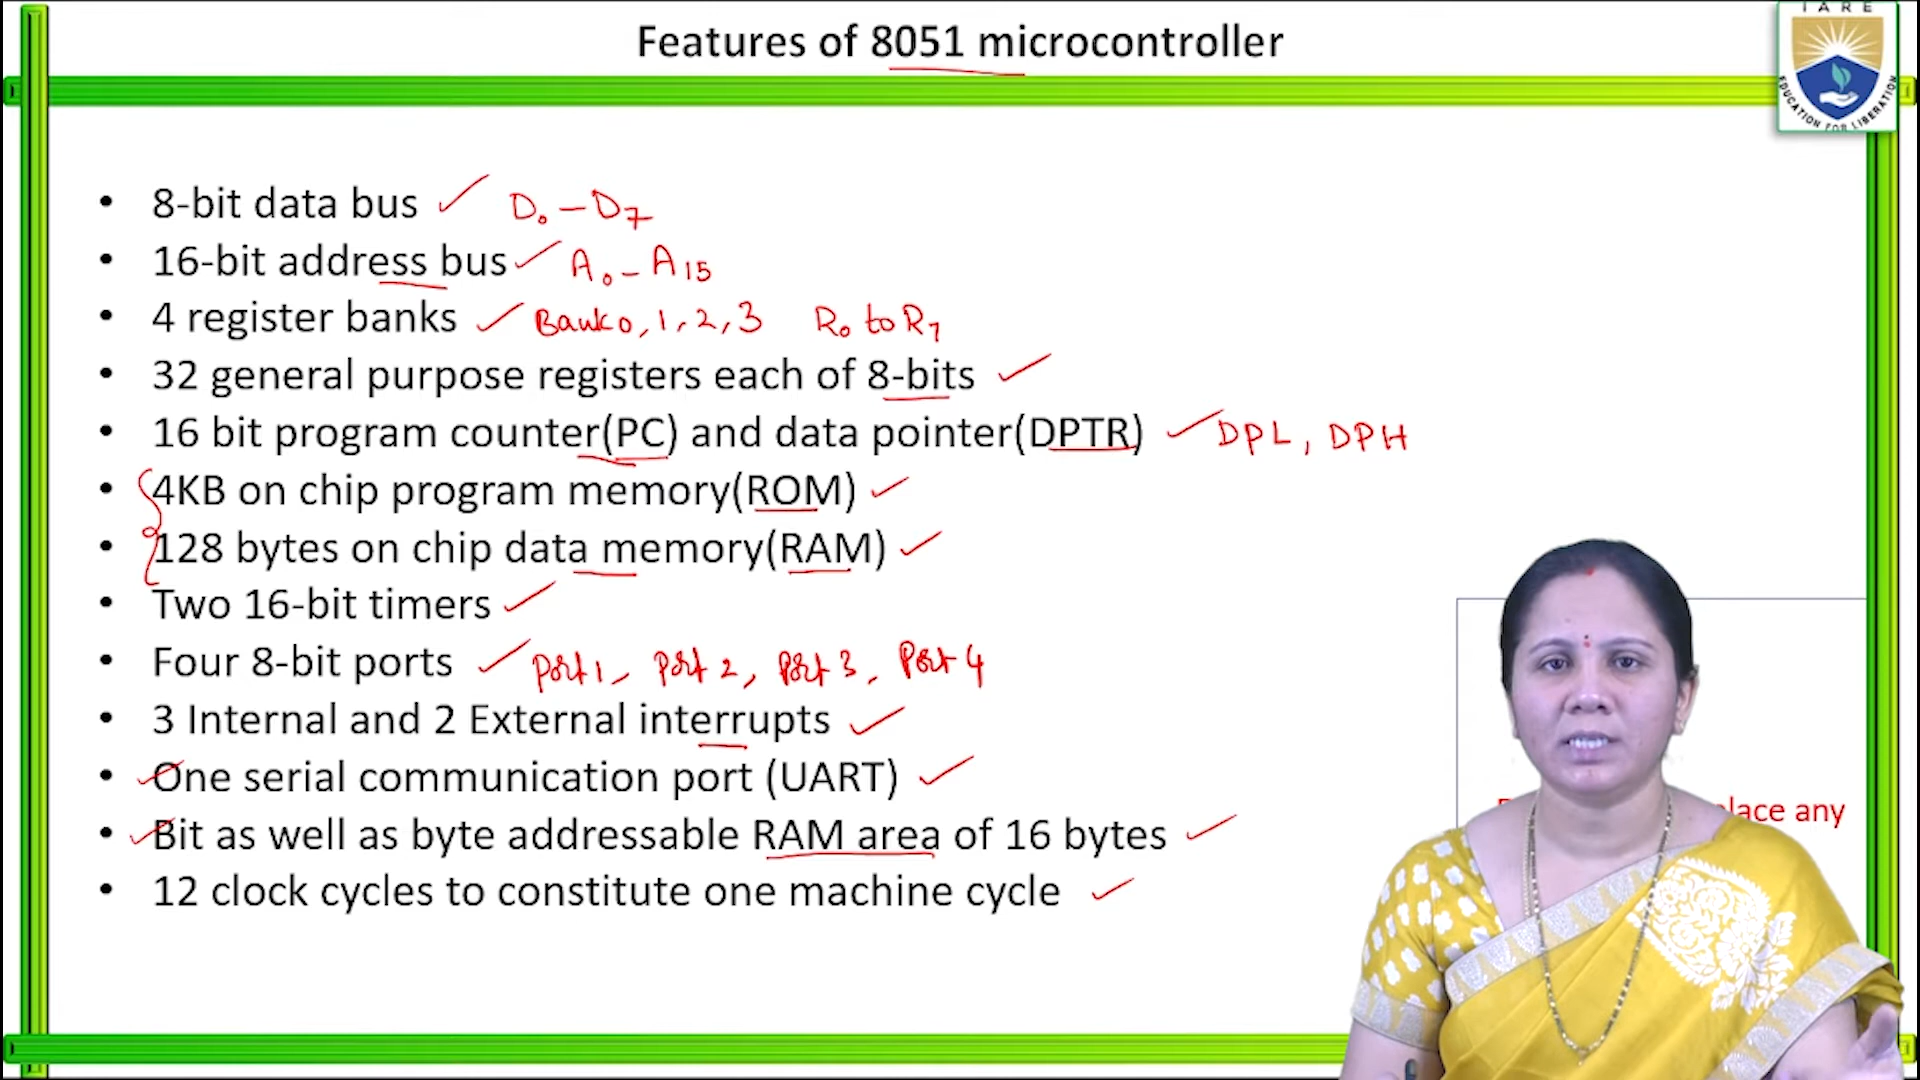 Features of 8051 microcontroller
IARE
EDUCATION FOR LIBERATION
• 8-bit data bus ✓ D0 – D7
• 16-bit address bus ✓ A0 – A15
• 4 register banks ✓ Bank 0, 1, 2, 3 R0 to R7
• 32 general purpose registers each of 8-bits ✓
• 16 bit program counter(PC) and data pointer(DPTR) ✓ DPL, DPH
• 4KB on chip program memory(ROM) ✓
• 128 bytes on chip data memory(RAM) ✓
• Two 16-bit timers ✓
• Four 8-bit ports ✓ Port 1, Port 2, Port 3, Port 4
• 3 Internal and 2 External interrupts ✓
• One serial communication port (UART) ✓
• Bit as well as byte addressable RAM area of 16 bytes ✓
• 12 clock cycles to constitute one machine cycle ✓
any